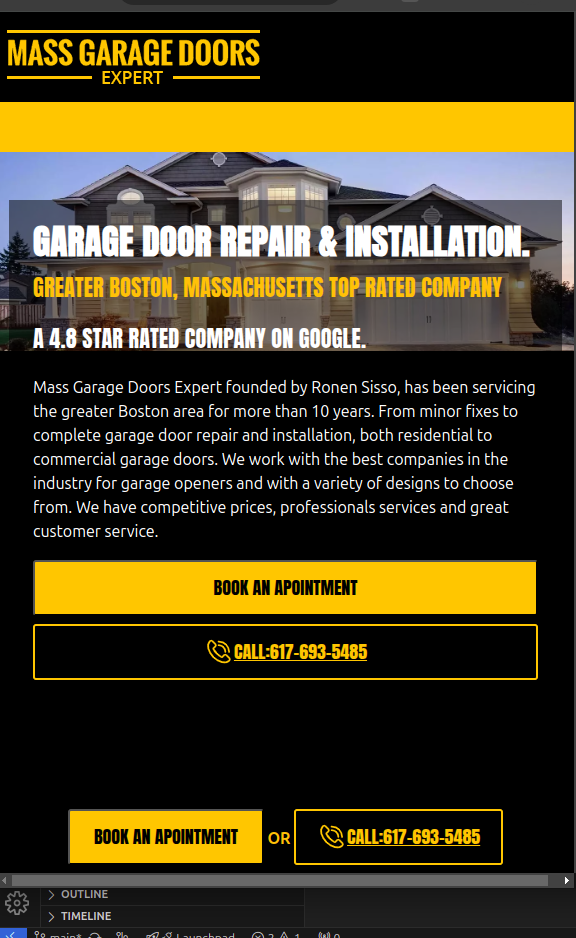 MASS GARAGE DOORS
EXPERT
GARAGE DOOR REPAIR & INSTALLATION.
GREATER BOSTON, MASSACHUSETTS TOP RATED COMPANY
A 4.8 STAR RATED COMPANY ON GOOGLE.
Mass Garage Doors Expert founded by Ronen Sisso, has been servicing
the greater Boston area for more than 10 years. From minor fixes to
complete garage door repair and installation, both residential to
commercial garage doors. We work with the best companies in the
industry for garage openers and with a variety of designs to choose
from. We have competitive prices, professionals services and great
customer service.
BOOK AN APOINTMENT
CALL:617-693-5485
BOOK AN APOINTMENT OR CALL:617-693-5485
OUTLINE
TIMELINE
main* Launchpad 2 1 0